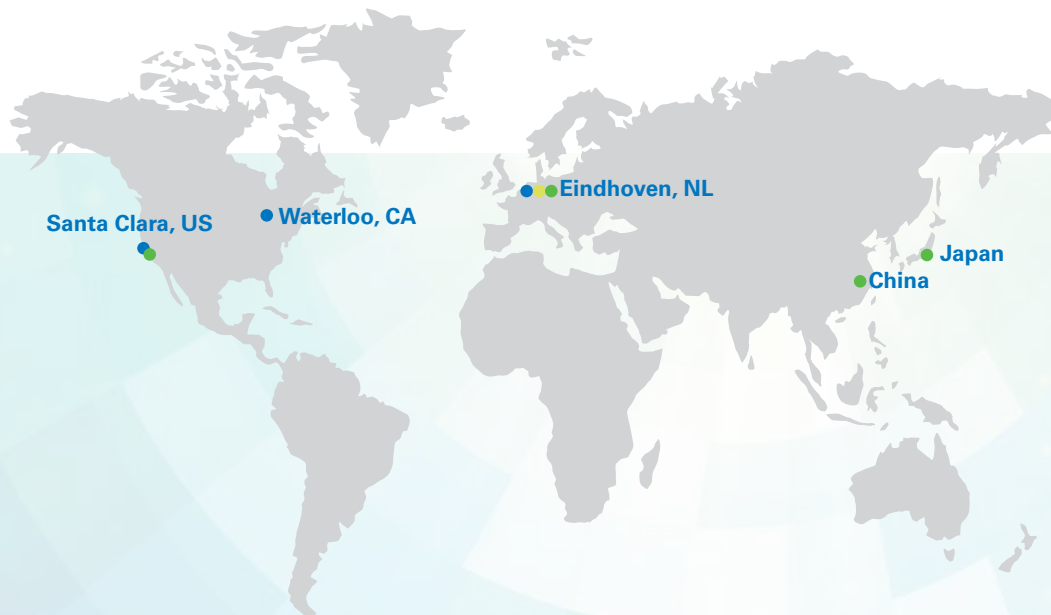 Eindhoven, NL
Santa Clara, US
Waterloo, CA
Japan
China